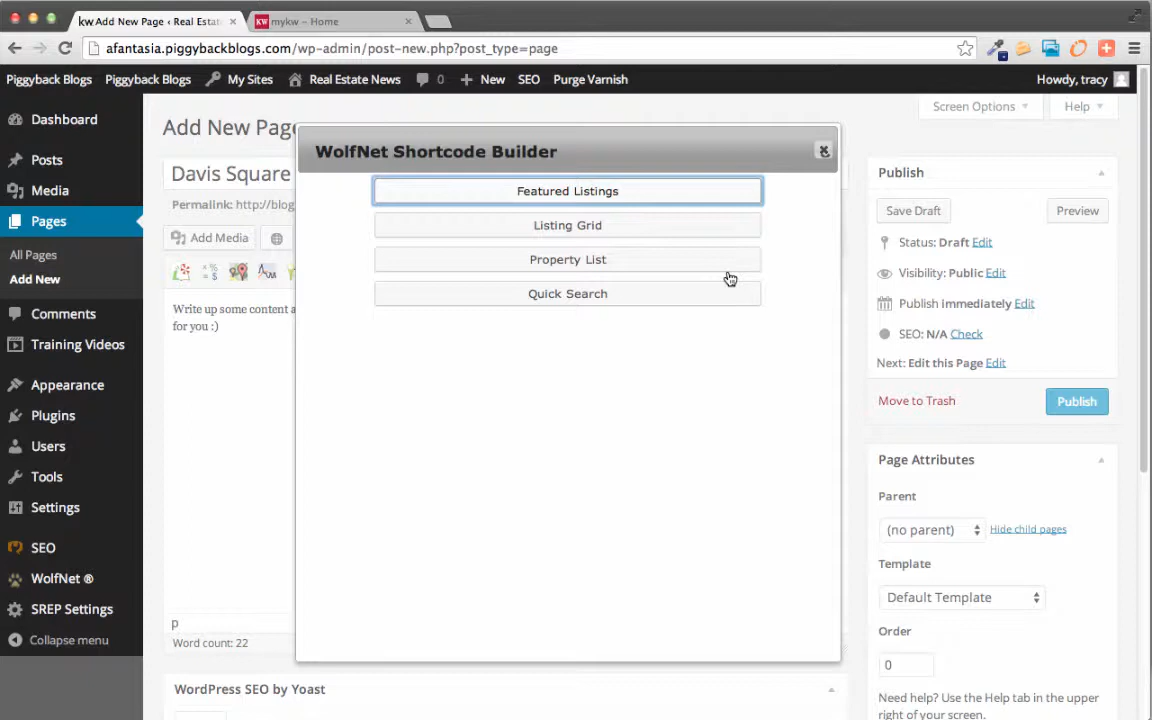 kw Add New Page ‹ Real Estat
mykw – Home
afantasia.piggybackblogs.com/wp-admin/post-new.php?post_type=page
Piggyback Blogs
Piggyback Blogs
My Sites
Real Estate News
0
New
SEO
Purge Varnish
Howdy, tracy
Dashboard
Posts
Media
Pages
All Pages
Add New
Comments
Training Videos
Appearance
Plugins
Users
Tools
Settings
SEO
WolfNet ®
SREP Settings
Collapse menu
Screen Options
Help
Add New Pag
Davis Square
Permalink: http://blog
Add Media
Write up some content a
for you :)
p
Word count: 22
WordPress SEO by Yoast
WolfNet Shortcode Builder
Featured Listings
Listing Grid
Property List
Quick Search
Publish
Save Draft
Preview
Status: Draft Edit
Visibility: Public Edit
Publish immediately Edit
SEO: N/A Check
Next: Edit this Page Edit
Move to Trash
Publish
Page Attributes
Parent
(no parent)
Hide child pages
Template
Default Template
Order
0
Need help? Use the Help tab in the upper
right of your screen.